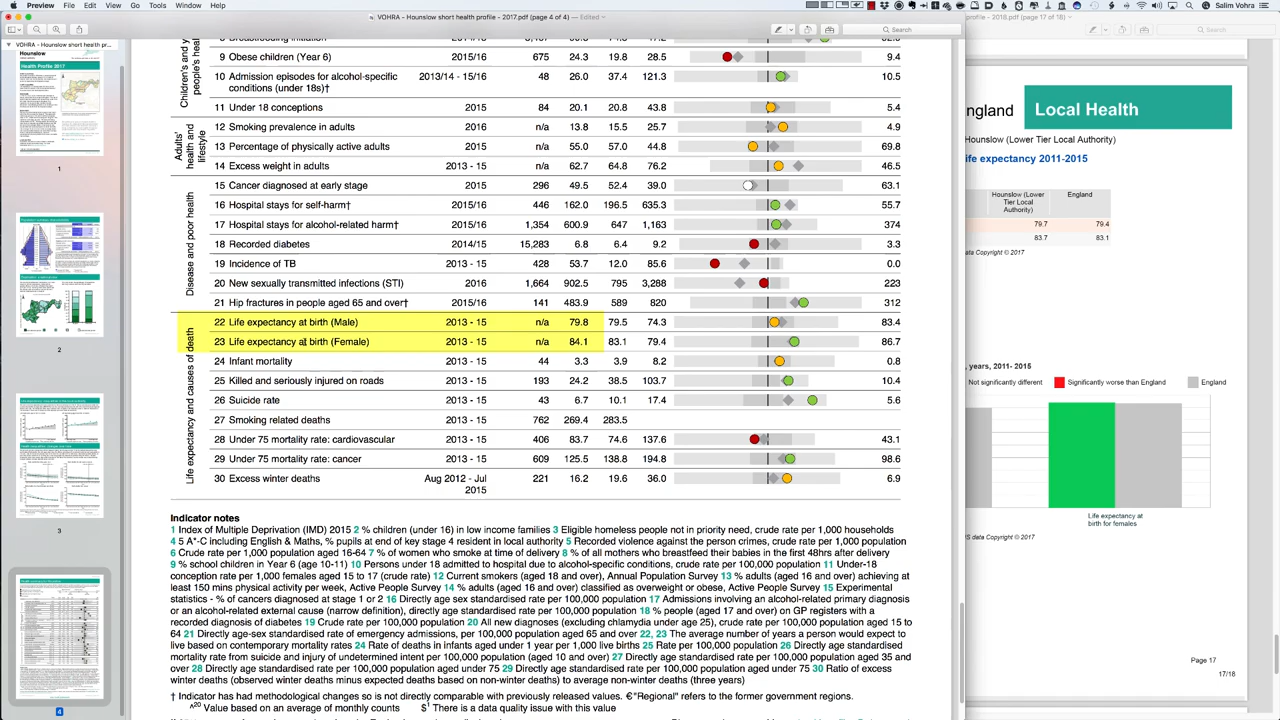 Preview File Edit View Go Tools Window Help
Salim Vohra
VOHRA - Hounslow short health profile - 2017.pdf (page 4 of 4) – Edited
profile - 2018.pdf (page 17 of 18)
Search
Search
VOHRA - Hounslow short health pr...
Hounslow
Health Profile 2017
1
2
3
4
9 Obese children (Year 6) 2015/16 675 24.3 19.8 28.5 9.4
10 Admission episodes for alcohol-specific
conditions (under 18)† 2013/14 - 15/16 48 26.0 37.4 121.3 10.5
11 Under 18 conceptions 2015 84 20.1 20.8 43.8 5.4
Adults'
health and
lifestyle
12 Smoking prevalence in adults 2016 n/a 13.8 15.5 25.7 4.9
13 Percentage of physically active adults 2015 n/a 55.0 57.0 44.8 69.8
14 Excess weight in adults 2013 - 15 n/a 62.7 64.8 76.2 46.5
Disease and poor health
15 Cancer diagnosed at early stage 2015 296 49.5 52.4 39.0 63.1
16 Hospital stays for self-harm† 2015/16 446 162.0 196.5 635.3 55.7
17 Hospital stays for alcohol-related harm† 2015/16 1,354 600.9 647 1,163 374
18 Recorded diabetes 2014/15 15,283 6.8 6.4 9.2 3.3
19 Incidence of TB 2013 - 15 428 53.7 12.0 85.6 0.0
20 New sexually transmitted infections (STI) 2016 1,664 902.5 795 3,288 223
21 Hip fractures in people aged 65 and over† 2015/16 141 483.9 589 820 312
Life expectancy and causes of death
22 Life expectancy at birth (Male) 2013 - 15 n/a 79.8 79.5 74.3 83.4
23 Life expectancy at birth (Female) 2013 - 15 n/a 84.1 83.1 79.4 86.7
24 Infant mortality 2013 - 15 44 3.3 3.9 8.2 0.8
25 Killed and seriously injured on roads 2013 - 15 193 24.2 38.5 103.7 10.4
26 Suicide rate 2013 - 15 43 6.7 10.1 17.4 5.6
27 Smoking related deaths 2013 - 15 762 269.4 283.5
28 Under 75 mortality rate: cardiovascular 2013 - 15 406 74.6 137.6 43.1
29 Under 75 mortality rate: cancer 2013 - 15 609 125.5 138.8 194.8 98.6
30 Excess winter deaths Aug 2012 - Jul
2015 221 16.2 19.6 36.0 6.9
Indicator notes
1 Index of Multiple Deprivation (IMD) 2015 2 % children (under 16) in low income families 3 Eligible homeless people not in priority need, crude rate per 1,000 households
4 5 A*-C including English & Maths, % pupils at end of key stage 4 resident in local authority 5 Recorded violence against the person crimes, crude rate per 1,000 population
6 Crude rate per 1,000 population aged 16-64 7 % of women who smoke at time of delivery 8 % of all mothers who breastfeed their babies in the first 48hrs after delivery
9 % school children in Year 6 (age 10-11) 10 Persons under 18 admitted to hospital due to alcohol-specific conditions, crude rate per 100,000 population 11 Under-18
conception rate per 1,000 females aged 15 to 17 (crude rate) 12 Current smokers (aged 18 and over), Annual Population Survey 13 % adults (aged 16 and over) achieving at
least 150 mins physical activity per week, Active People Survey 14 % adults (aged 16 and over) classified as overweight or obese, Active People Survey 15 Experimental
statistics - % of cancers diagnosed at stage 1 or 2 16 Directly age sex standardised rate per 100,000 population 17 Admissions involving an alcohol-related primary diagnosis
or an alcohol-related external cause (narrow definition), directly age standardised rate per 100,000 population 18 % people (aged 17 and over) on GP registers with a
recorded diagnosis of diabetes 19 Crude rate per 100,000 population 20 All new diagnoses (excluding chlamydia under age 25), crude rate per 100,000 population aged 15 to
64 21 Directly age-sex standardised rate of emergency admissions, per 100,000 population aged 65 and over 22, 23 The average number of years a person would expect to
live based on contemporary mortality rates 24 Rate of deaths in infants aged under 1 year per 1,000 live births 25 Rate per 100,000 population 26 Directly age standardised
mortality rate from suicide and injury of undetermined intent per 100,000 population (aged 10 and over) 27 Directly age standardised rate per 100,000 population aged 35 and
over 28 Directly age standardised rate per 100,000 population aged under 75 29 Directly age standardised rate per 100,000 population aged under 75 30 Ratio of excess
winter deaths (observed winter deaths minus expected deaths based on non-winter deaths) to average non-winter deaths (three years)
† Indicator has had methodological changes so is not directly comparable with previously released values. € "Regional" refers to the former government regions.
^20 Value based on an average of monthly counts $1 There is a data quality issue with this value
ngland
Local Health
Hounslow (Lower Tier Local Authority)
ife expectancy 2011-2015
Hounslow (Lower
Tier Local
Authority) England
79.7 79.4
83.7 83.1
ata Copyright © 2017
, years, 2011- 2015
Not significantly different Significantly worse than England England
Life expectancy at
birth for females
DS data Copyright © 2017
Page 17
17/18